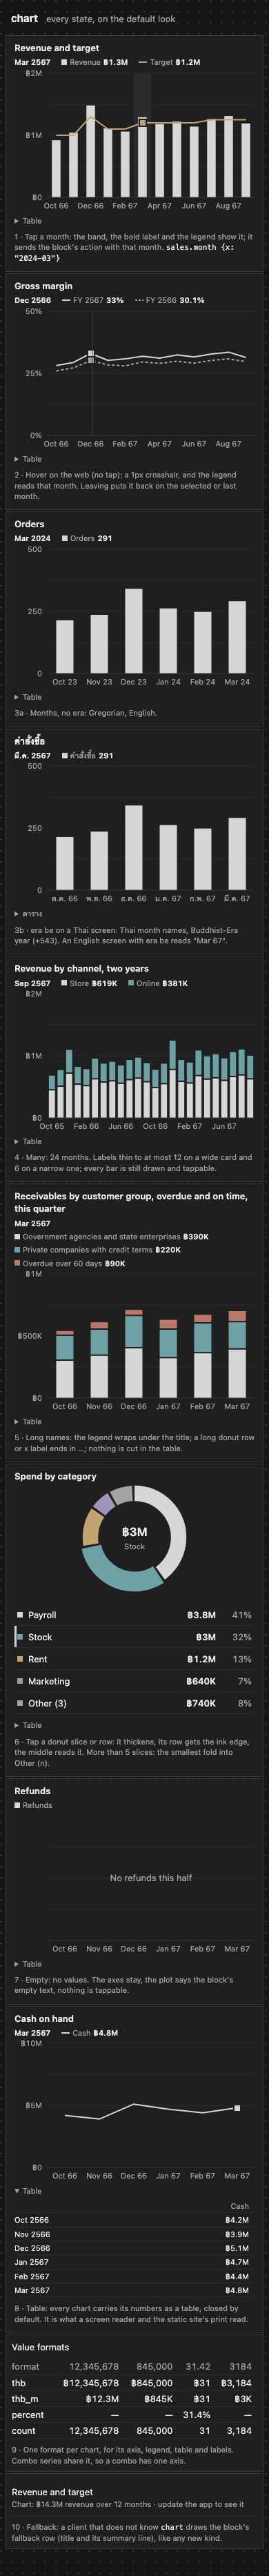 chart every state, on the default look
Revenue and target
Mar 2567 Revenue ฿1.3M Target ฿1.2M
฿2M
฿1M
฿0
Oct 66 Dec 66 Feb 67 Apr 67 Jun 67 Aug 67
▶ Table
1 · Tap a month: the band, the bold label and the legend show it; it
sends the block's action with that month. sales.month {x:
"2024-03"}
Gross margin
Dec 2566 FY 2567 33% FY 2566 30.1%
50%
25%
0%
Oct 66 Dec 66 Feb 67 Apr 67 Jun 67 Aug 67
▶ Table
2 · Hover on the web (no tap): a 1px crosshair, and the legend
reads that month. Leaving puts it back on the selected or last
month.
Orders
Mar 2024 Orders 291
500
250
0
Oct 23 Nov 23 Dec 23 Jan 24 Feb 24 Mar 24
▶ Table
3a · Months, no era: Gregorian, English.
คำสั่งซื้อ
มี.ค. 2567 คำสั่งซื้อ 291
500
250
0
ต.ค. 66 พ.ย. 66 ธ.ค. 66 ม.ค. 67 ก.พ. 67 มี.ค. 67
▶ ตาราง
3b · era be on a Thai screen: Thai month names, Buddhist-Era
year (+543). An English screen with era be reads "Mar 67".
Revenue by channel, two years
Sep 2567 Store ฿619K Online ฿381K
฿2M
฿1M
฿0
Oct 65 Feb 66 Jun 66 Oct 66 Feb 67 Jun 67
▶ Table
4 · Many: 24 months. Labels thin to at most 12 on a wide card and
6 on a narrow one; every bar is still drawn and tappable.
Receivables by customer group, overdue and on time,
this quarter
Mar 2567
Government agencies and state enterprises ฿390K
Private companies with credit terms ฿220K
Overdue over 60 days ฿90K
฿1M
฿500K
฿0
Oct 66 Nov 66 Dec 66 Jan 67 Feb 67 Mar 67
▶ Table
5 · Long names: the legend wraps under the title; a long donut row
or x label ends in …; nothing is cut in the table.
Spend by category
฿3M
Stock
Payroll ฿3.8M 41%
Stock ฿3M 32%
Rent ฿1.2M 13%
Marketing ฿640K 7%
Other (3) ฿740K 8%
▶ Table
6 · Tap a donut slice or row: it thickens, its row gets the ink edge,
the middle reads it. More than 5 slices: the smallest fold into
Other (n).
Refunds
Refunds
No refunds this half
Oct 66 Nov 66 Dec 66 Jan 67 Feb 67 Mar 67
▶ Table
7 · Empty: no values. The axes stay, the plot says the block's
empty text, nothing is tappable.
Cash on hand
Mar 2567 Cash ฿4.8M
฿10M
฿5M
฿0
Oct 66 Nov 66 Dec 66 Jan 67 Feb 67 Mar 67
▼ Table
Cash
Oct 2566 ฿4.2M
Nov 2566 ฿3.9M
Dec 2566 ฿5.1M
Jan 2567 ฿4.7M
Feb 2567 ฿4.4M
Mar 2567 ฿4.8M
8 · Table: every chart carries its numbers as a table, closed by
default. It is what a screen reader and the static site's print read.
Value formats
format 12,345,678 845,000 31.42 3184
thb ฿12,345,678 ฿845,000 ฿31 ฿3,184
thb_m ฿12.3M ฿845K ฿31 ฿3K
percent — — 31.4% —
count 12,345,678 845,000 31 3,184
9 · One format per chart, for its axis, legend, table and labels.
Combo series share it, so a combo has one axis.
Revenue and target
Chart: ฿14.3M revenue over 12 months · update the app to see it
10 · Fallback: a client that does not know chart draws the block's
fallback row (title and its summary line), like any new kind.